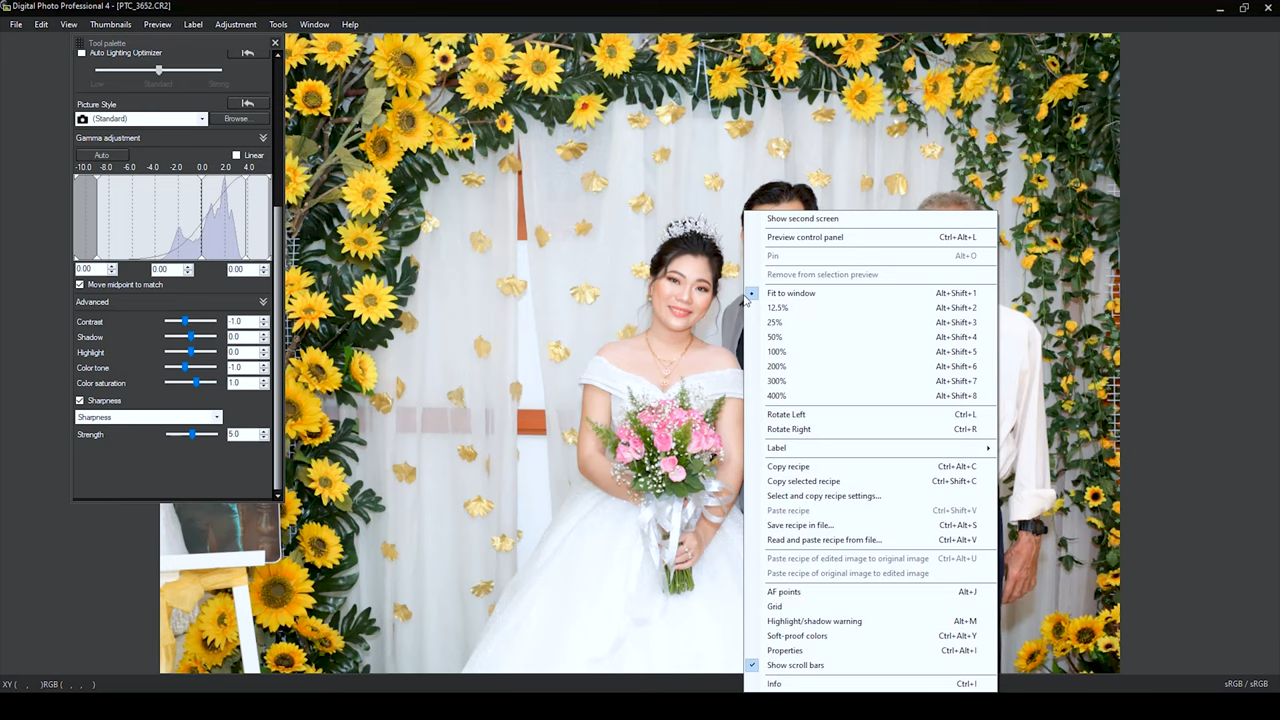 Digital Photo Professional 4 - [PTC_3652.CR2]
File Edit View Thumbnails Preview Label Adjustment Tools Window Help
Tool palette
Auto Lighting Optimizer
Low Standard Strong
Picture Style
(Standard) Browse...
Gamma adjustment
Auto Linear
-10.0 -8.0 -6.0 -4.0 -2.0 0.0 2.0 4.0
0.00 0.00 0.00
Move midpoint to match
Advanced
Contrast -1.0
Shadow 0.0
Highlight 0.0
Color tone -1.0
Color saturation 1.0
Sharpness
Sharpness
Strength 5.0
Show second screen
Preview control panel Ctrl+Alt+L
Pin Alt+O
Remove from selection preview
Fit to window Alt+Shift+1
12.5% Alt+Shift+2
25% Alt+Shift+3
50% Alt+Shift+4
100% Alt+Shift+5
200% Alt+Shift+6
300% Alt+Shift+7
400% Alt+Shift+8
Rotate Left Ctrl+L
Rotate Right Ctrl+R
Label
Copy recipe Ctrl+Alt+C
Copy selected recipe Ctrl+Shift+C
Select and copy recipe settings...
Paste recipe Ctrl+Shift+V
Save recipe in file... Ctrl+Alt+S
Read and paste recipe from file... Ctrl+Alt+V
Paste recipe of edited image to original image Ctrl+Alt+U
Paste recipe of original image to edited image
AF points Alt+J
Grid
Highlight/shadow warning Alt+M
Soft-proof colors Ctrl+Alt+Y
Properties Ctrl+Alt+I
Show scroll bars
Info Ctrl+I
XY ( , )RGB ( , , ) sRGB / sRGB